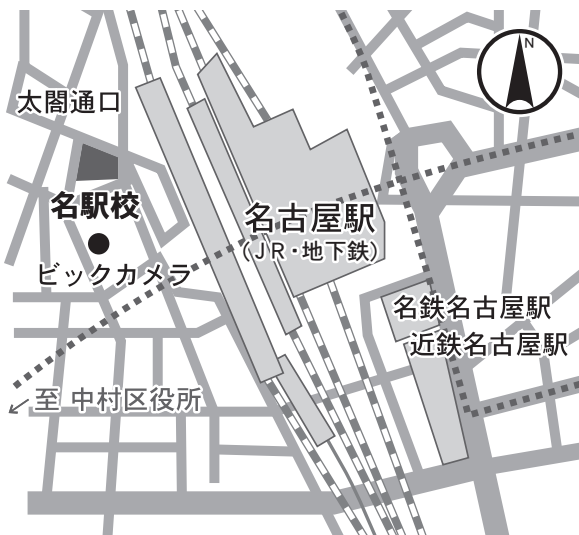 N
太閤通口
名駅校
ビックカメラ
名古屋駅
（JR・地下鉄）
名鉄名古屋駅
近鉄名古屋駅
至 中村区役所